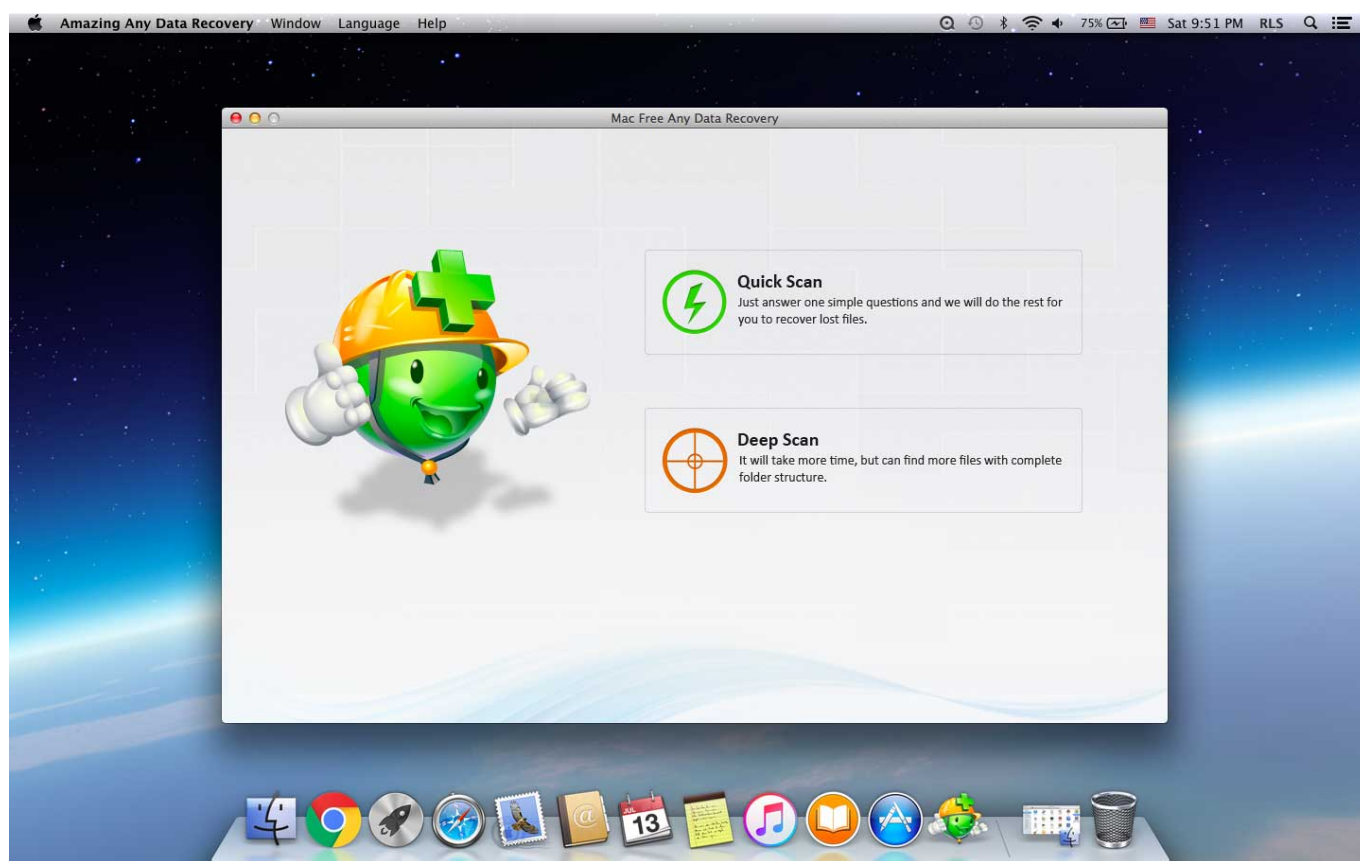 Amazing Any Data Recovery Window Language Help 75% Sat 9:51 PM RLS
Mac Free Any Data Recovery
Quick Scan
Just answer one simple questions and we will do the rest for
you to recover lost files.
Deep Scan
It will take more time, but can find more files with complete
folder structure.
JUL
13